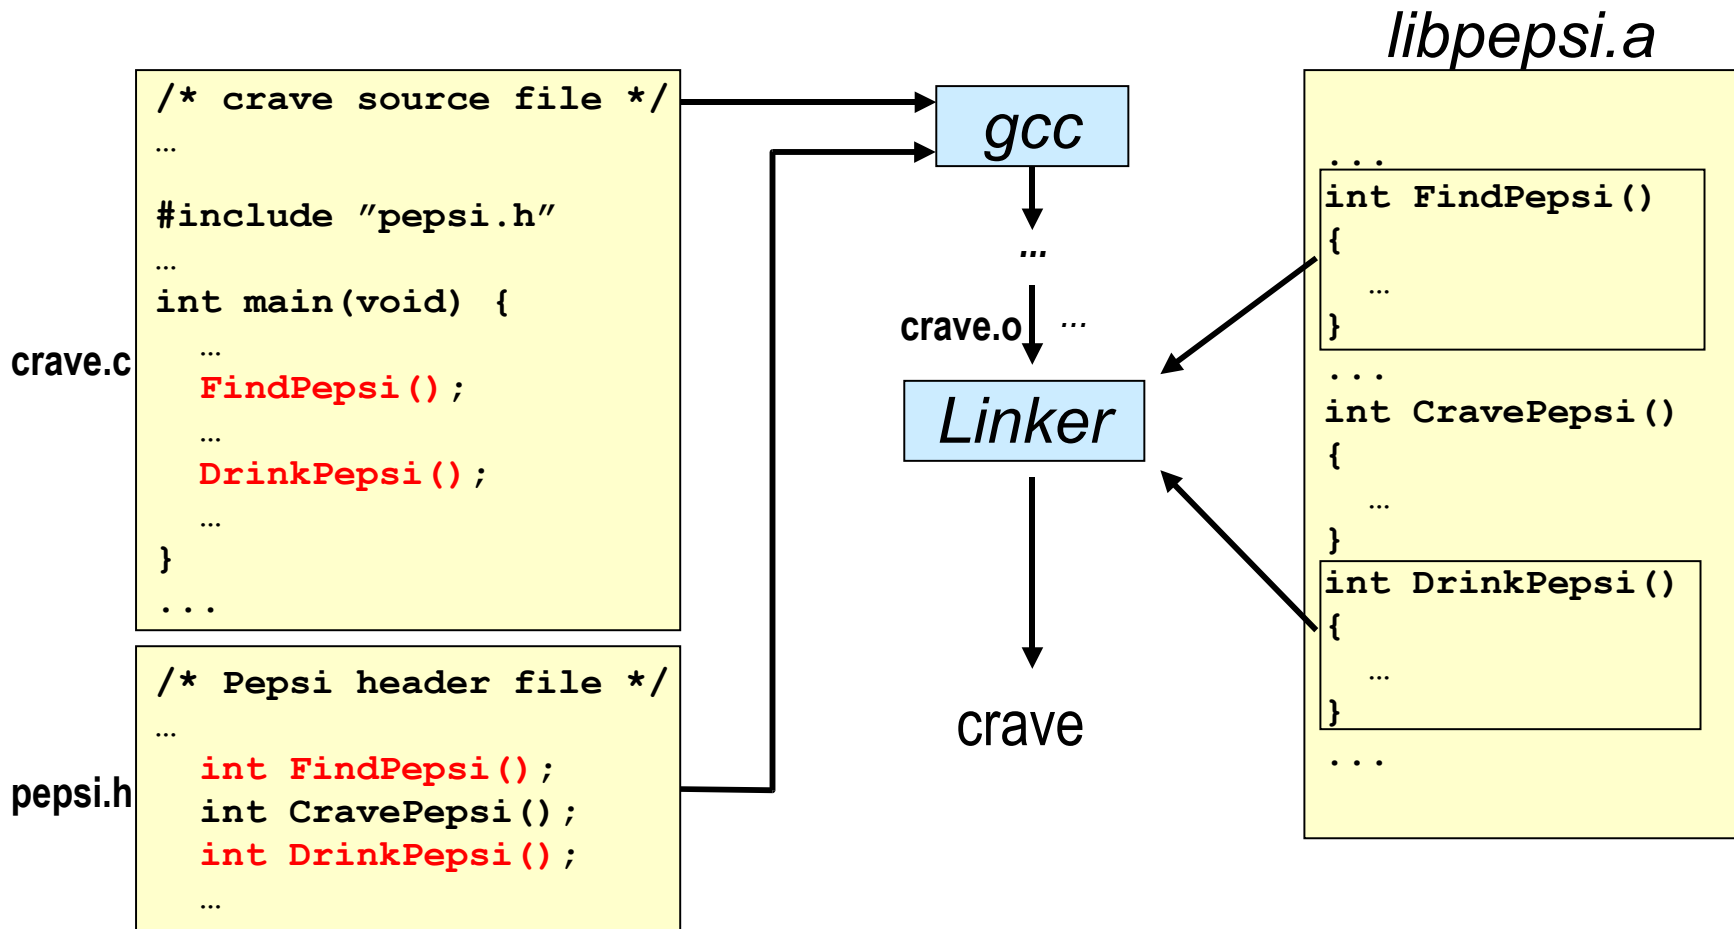 crave.c
/* crave source file */
…
#include ”pepsi.h”
…
int main(void) {
…
FindPepsi();
…
DrinkPepsi();
…
}
...
pepsi.h
/* Pepsi header file */
…
int FindPepsi();
int CravePepsi();
int DrinkPepsi();
…
gcc
...
crave.o ...
Linker
crave
libpepsi.a
...
int FindPepsi()
{
…
}
...
int CravePepsi()
{
…
}
int DrinkPepsi()
{
…
}
...